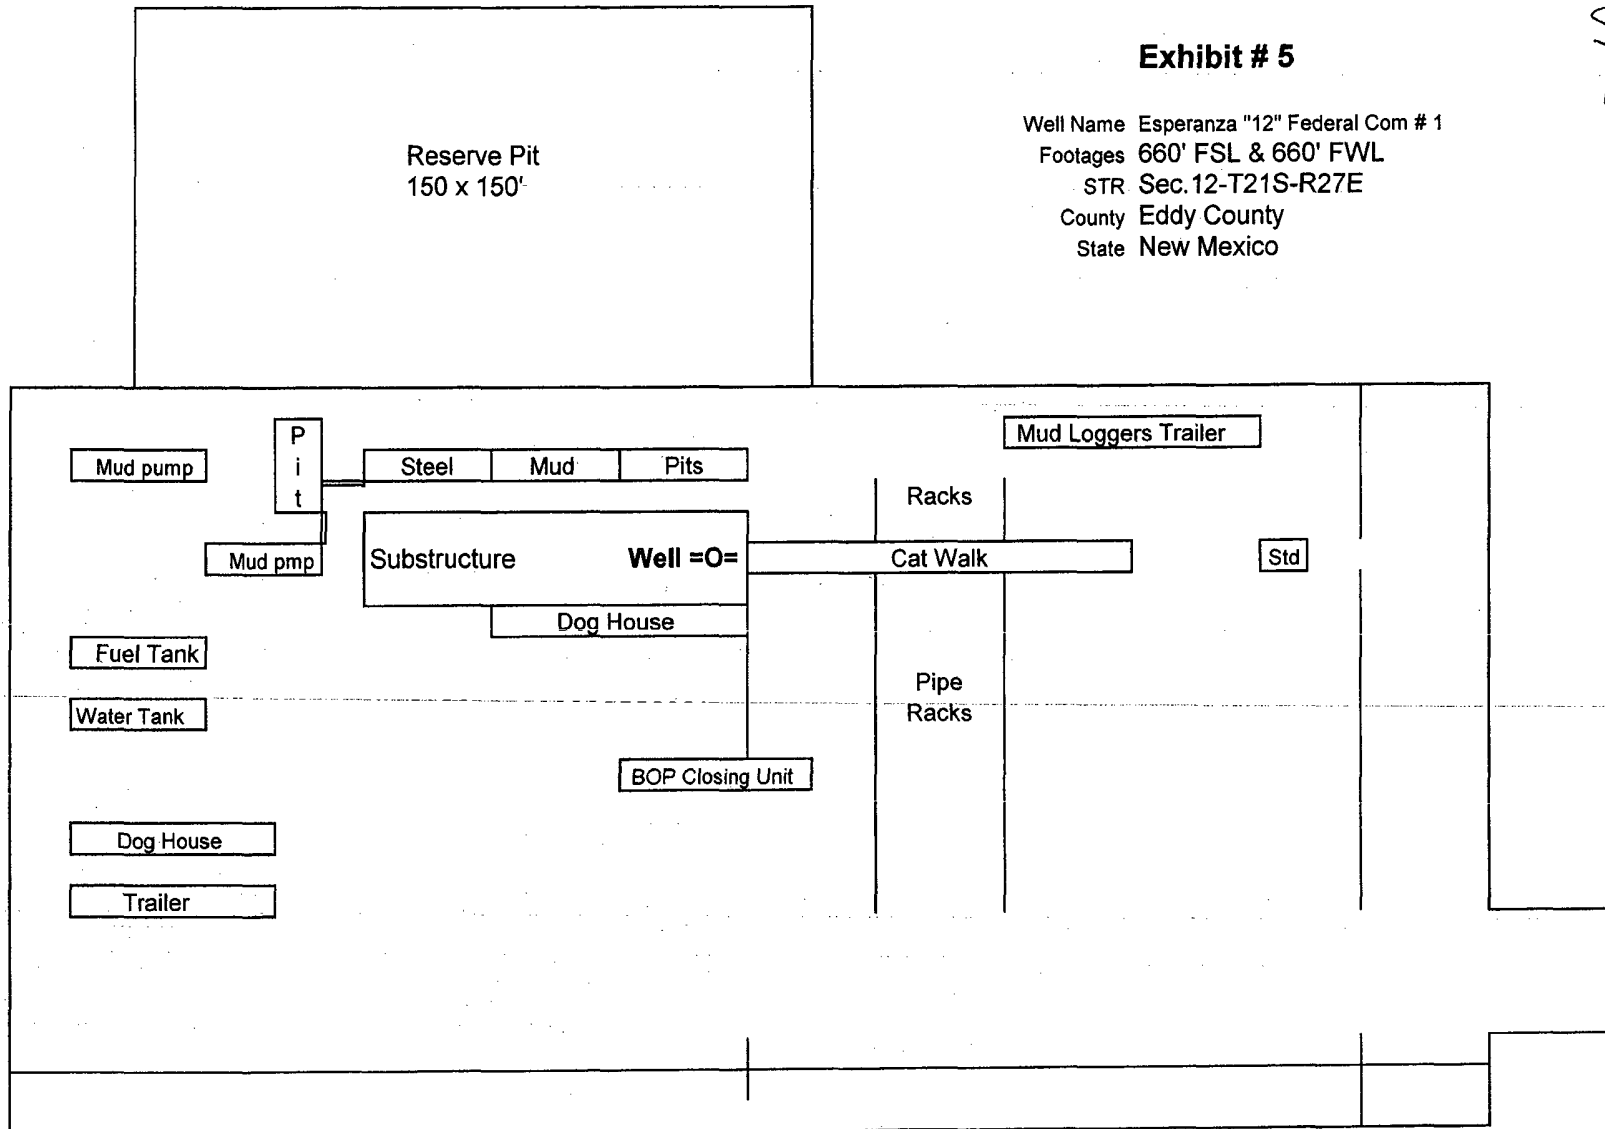 Exhibit # 5
Well Name Esperanza "12" Federal Com # 1
Footages 660' FSL & 660' FWL
STR Sec.12-T21S-R27E
County Eddy County
State New Mexico
Reserve Pit
150 x 150'
Mud Loggers Trailer
Pit
Mud pump
Steel Mud Pits
Racks
Mud pmp
Substructure Well =O=
Cat Walk
Std
Dog House
Fuel Tank
Pipe
Racks
Water Tank
BOP Closing Unit
Dog House
Trailer